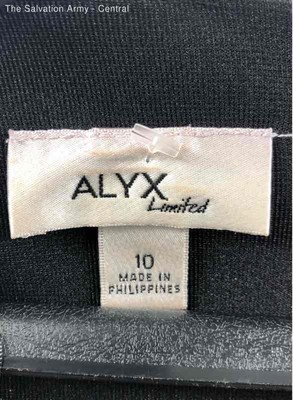 The Salvation Army - Central
ALYX
Limited
10
MADE IN
PHILIPPINES